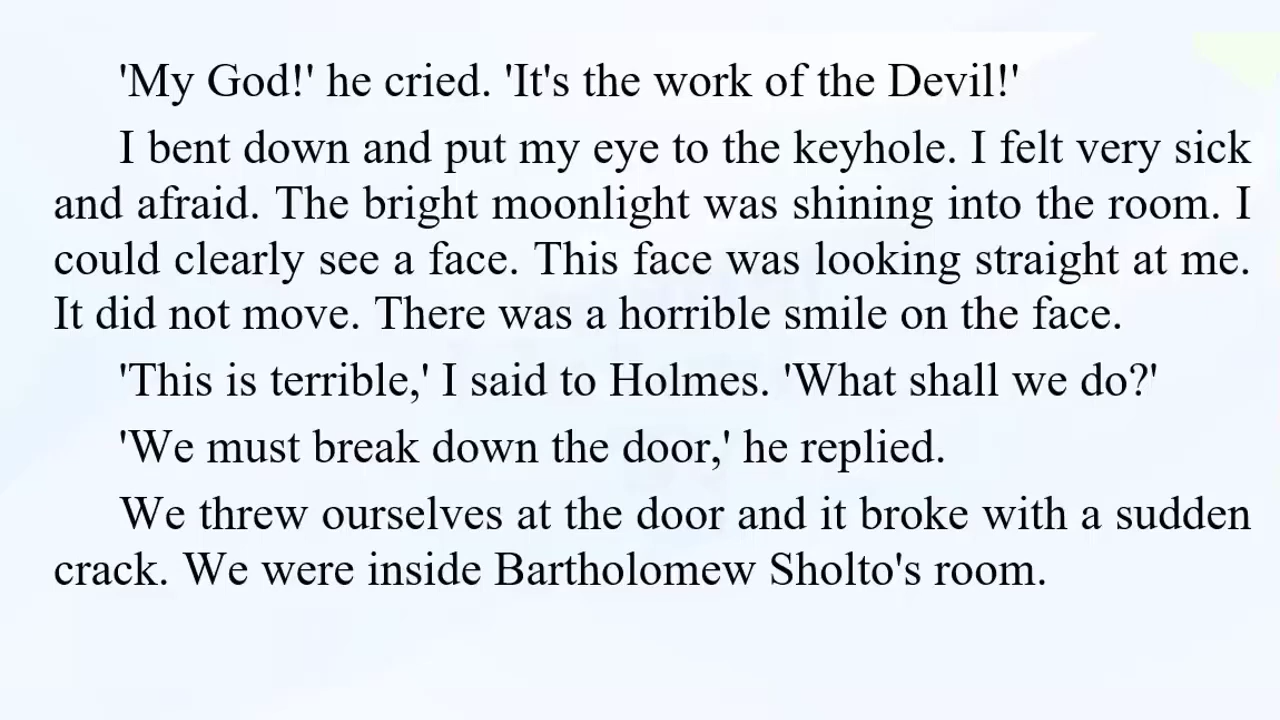 'My God!' he cried. 'It's the work of the Devil!'
I bent down and put my eye to the keyhole. I felt very sick
and afraid. The bright moonlight was shining into the room. I
could clearly see a face. This face was looking straight at me.
It did not move. There was a horrible smile on the face.
'This is terrible,' I said to Holmes. 'What shall we do?'
'We must break down the door,' he replied.
We threw ourselves at the door and it broke with a sudden
crack. We were inside Bartholomew Sholto's room.